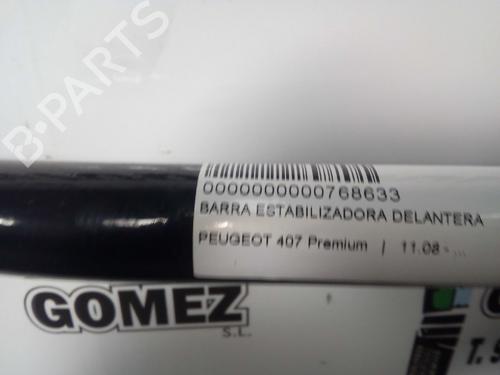 B-PARTS
0000000000768633
BARRA ESTABILIZADORA DELANTERA
PEUGEOT 407 Premium | 11.08 - ...
GOMEZ
S.L.
T.